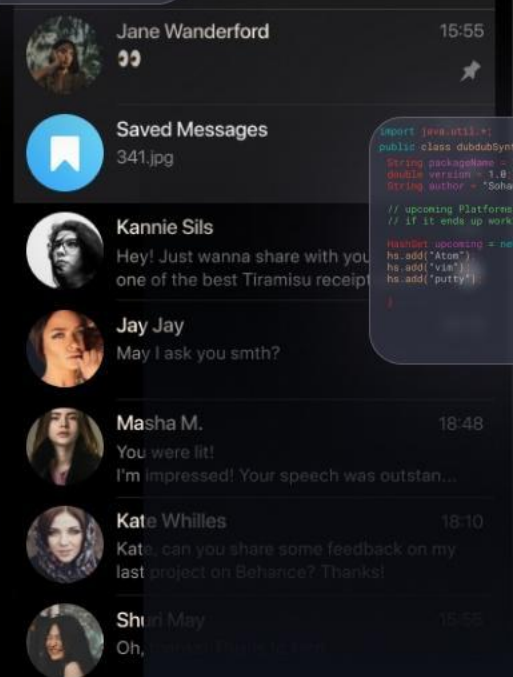 Jane Wanderford
15:55
👀
Saved Messages
341.jpg
import java.util.*;
public class dubdubSynt
String packageName =
double version = 1.0;
String author = "Soha
// upcoming Platforms
// if it ends up work
HashSet upcoming = ne
hs.add("Atom")
hs.add("vim")
hs.add("putty")
}
Kannie Sils
Hey! Just wanna share with you
one of the best Tiramisu receipt
Jay Jay
May I ask you smth?
Masha M.
18:48
You were lit!
I'm impressed! Your speech was outstan...
Kate Whilles
18:10
Kate, can you share some feedback on my
last project on Behance? Thanks!
Shuri May
15:55
Oh,